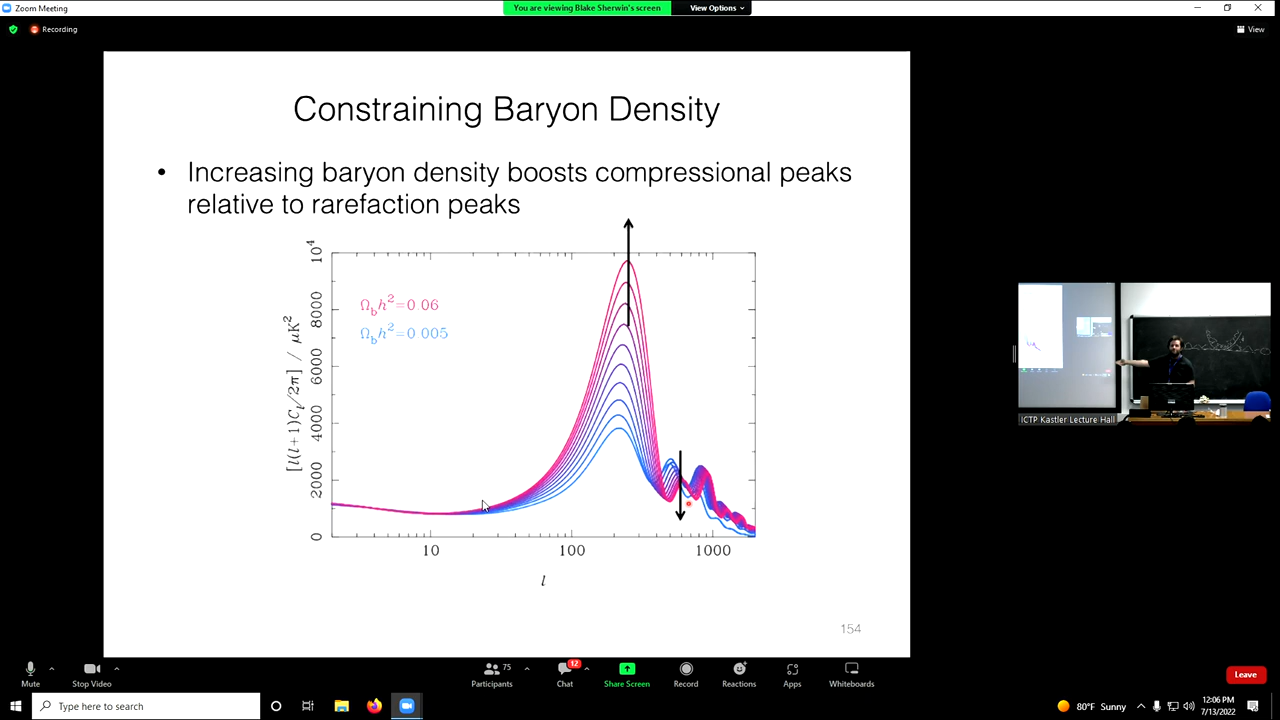 Zoom Meeting
You are viewing Blake Sherwin's screen
View Options
Recording
View
Constraining Baryon Density
• Increasing baryon density boosts compressional peaks
relative to rarefaction peaks
10⁴
8000
6000
4000
2000
0
[l(l+1)Cₗ/2π] / μK²
Ω_b h²=0.06
Ω_b h²=0.005
10
100
1000
l
154
ICTP Kastler Lecture Hall
Mute
Stop Video
75
Participants
12
Chat
Share Screen
Record
Reactions
Apps
Whiteboards
Leave
Type here to search
80°F Sunny
12:06 PM
7/13/2022